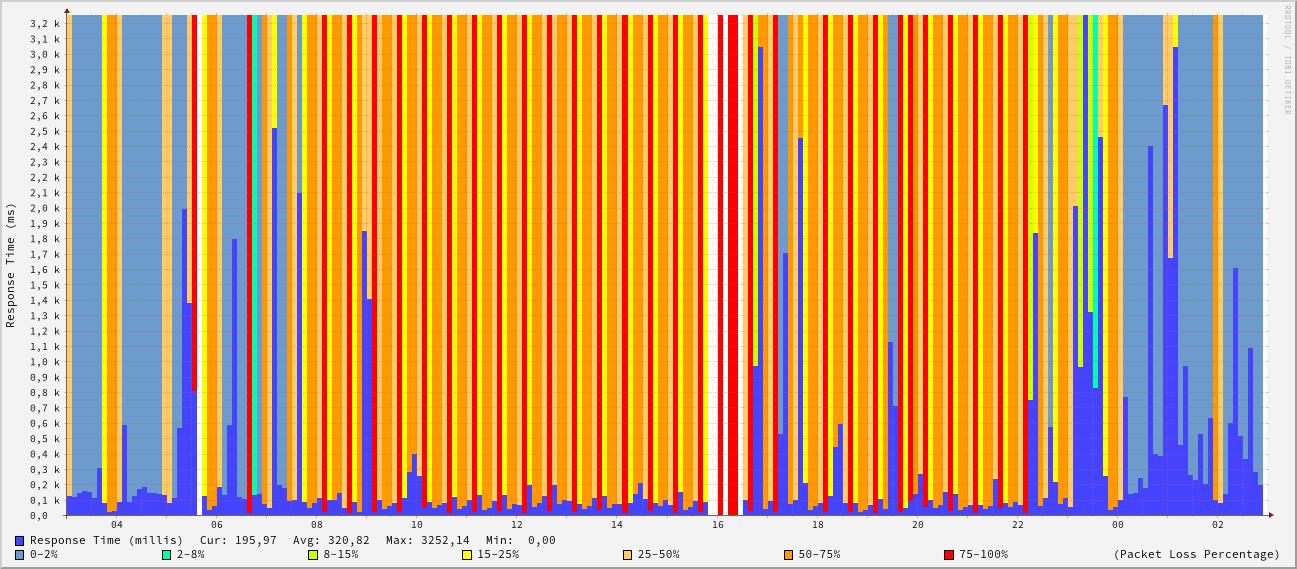 RRDTOOL / TOBI OETIKER
Response Time (ms)
3,2 k
3,1 k
3,0 k
2,9 k
2,8 k
2,7 k
2,6 k
2,5 k
2,4 k
2,3 k
2,2 k
2,1 k
2,0 k
1,9 k
1,8 k
1,7 k
1,6 k
1,5 k
1,4 k
1,3 k
1,2 k
1,1 k
1,0 k
0,9 k
0,8 k
0,7 k
0,6 k
0,5 k
0,4 k
0,3 k
0,2 k
0,1 k
0,0
04 06 08 10 12 14 16 18 20 22 00 02
Response Time (millis) Cur: 195,97 Avg: 320,82 Max: 3252,14 Min: 0,00
0-2% 2-8% 8-15% 15-25% 25-50% 50-75% 75-100% (Packet Loss Percentage)